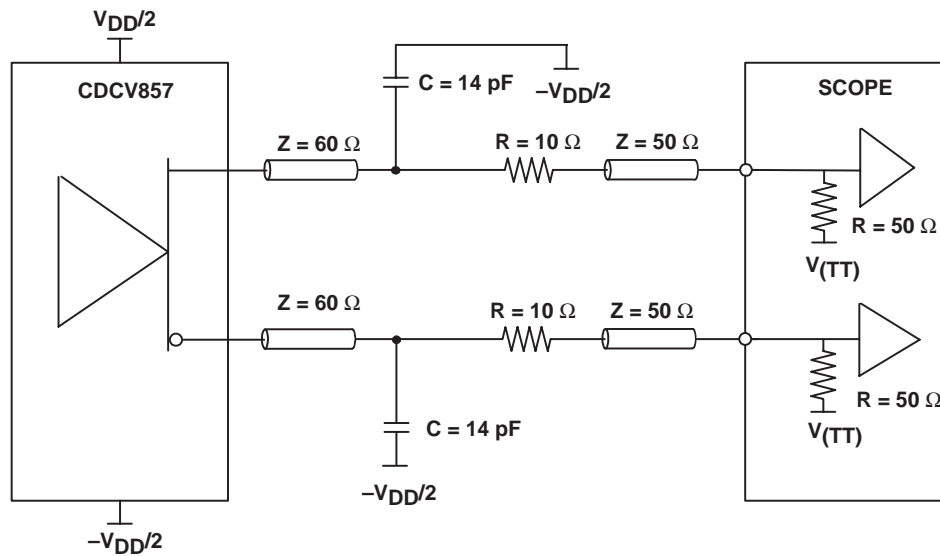 VDD/2
CDCV857
C = 14 pF
−VDD/2
SCOPE
Z = 60 Ω
R = 10 Ω
Z = 50 Ω
R = 50 Ω
V(TT)
Z = 60 Ω
R = 10 Ω
Z = 50 Ω
R = 50 Ω
V(TT)
C = 14 pF
−VDD/2
−VDD/2